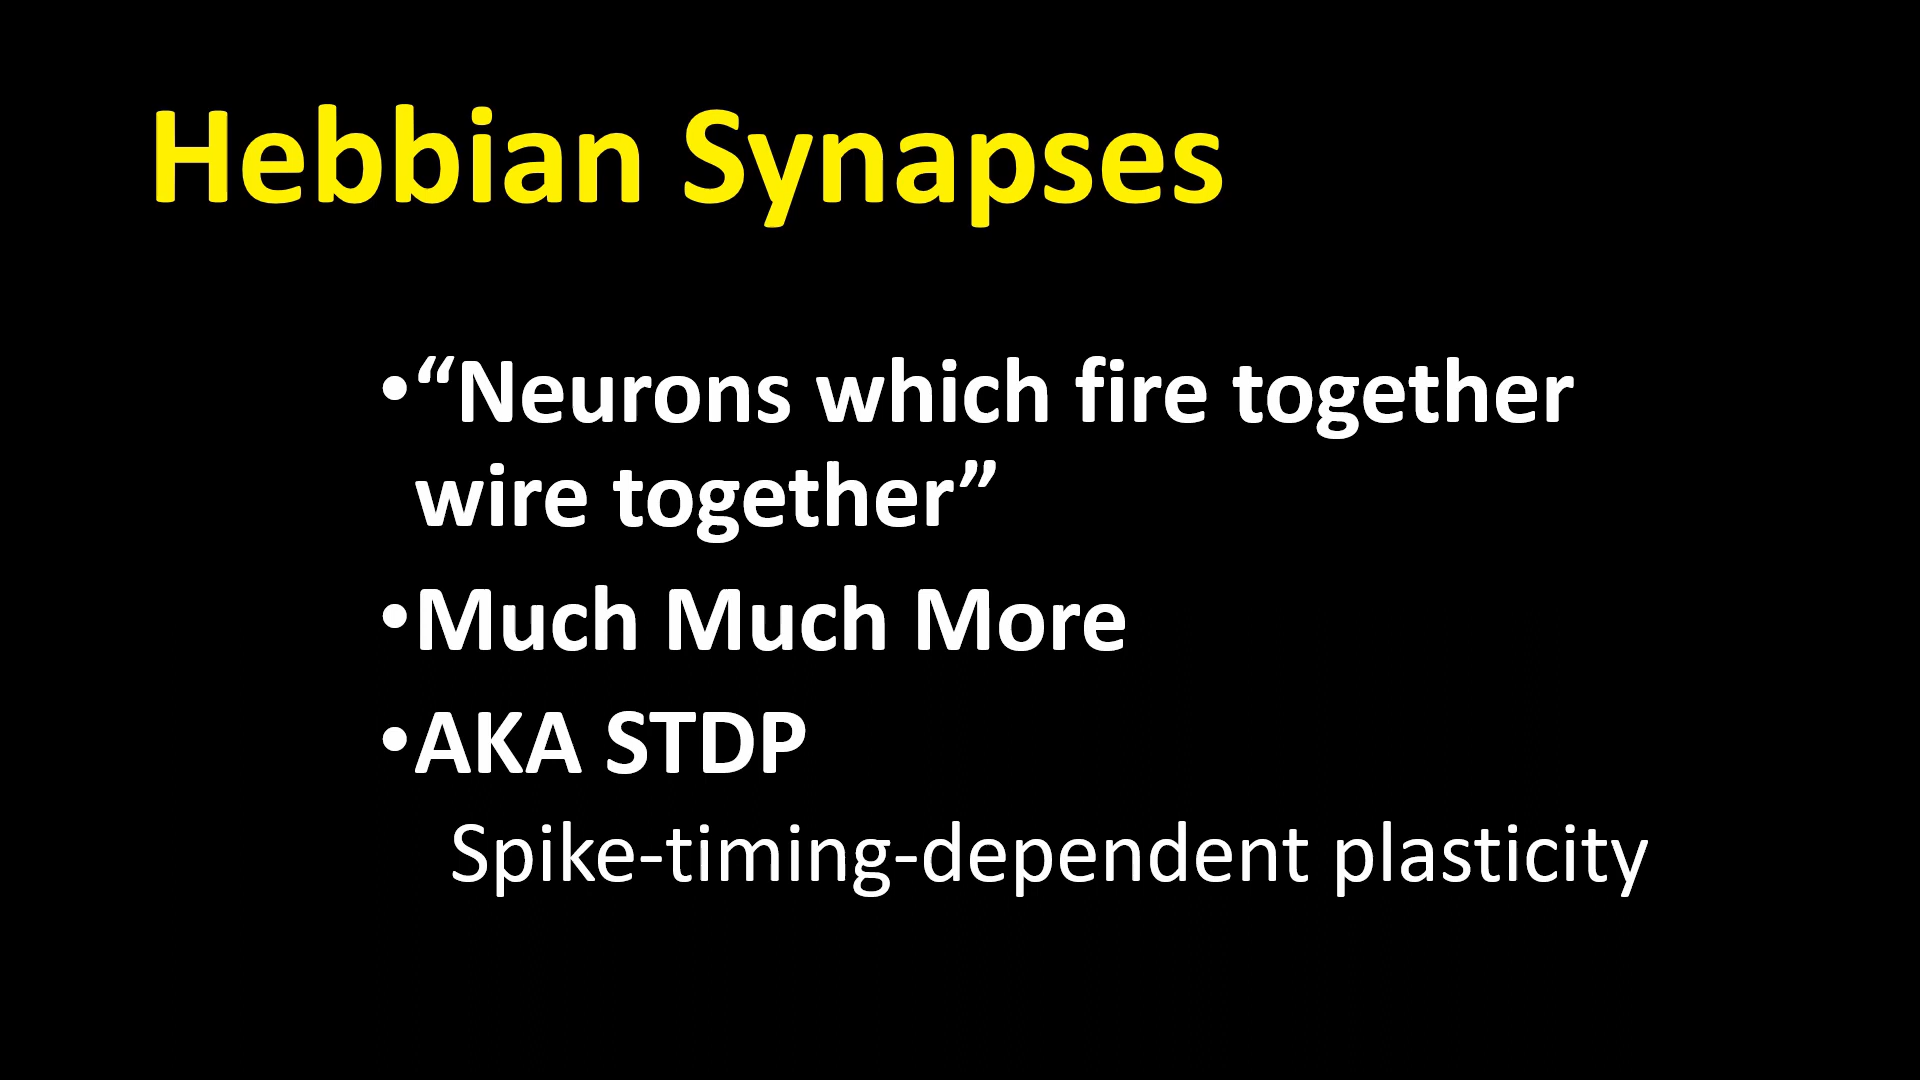 Hebbian Synapses
•“Neurons which fire together
wire together”
•Much Much More
•AKA STDP
Spike-timing-dependent plasticity